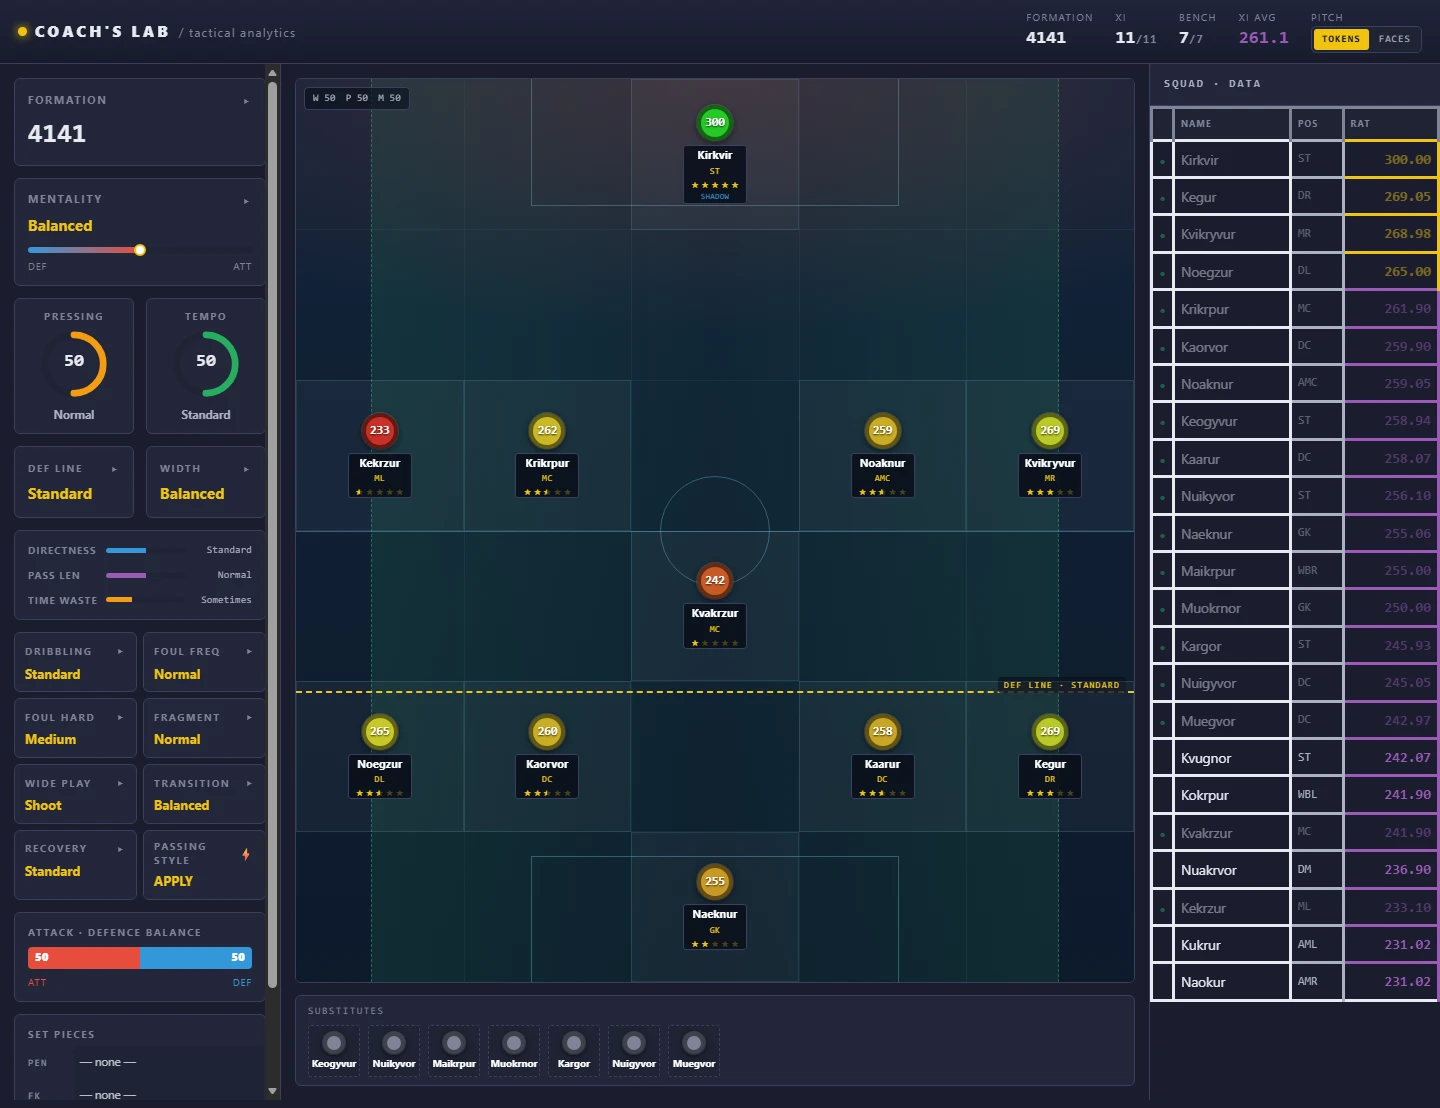 COACH'S LAB / tactical analytics
FORMATION
4141
XI
11/11
BENCH
7/7
XI AVG
261.1
PITCH
TOKENS FACES
FORMATION
4141
MENTALITY
Balanced
DEF ATT
PRESSING
50
Normal
TEMPO
50
Standard
DEF LINE
Standard
WIDTH
Balanced
DIRECTNESS Standard
PASS LEN Normal
TIME WASTE Sometimes
DRIBBLING
Standard
FOUL FREQ
Normal
FOUL HARD
Medium
FRAGMENT
Normal
WIDE PLAY
Shoot
TRANSITION
Balanced
RECOVERY
Standard
PASSING STYLE
APPLY
ATTACK · DEFENCE BALANCE
50 50
ATT DEF
SET PIECES
PEN — none —
FK — none —
W 50 P 50 M 50
300
Kirkvir
ST
SHADOW
233
Kekrzur
ML
262
Krikrpur
MC
259
Noaknur
AMC
269
Kvikryvur
MR
242
Kvakrzur
MC
DEF LINE · STANDARD
265
Noegzur
DL
260
Kaorvor
DC
258
Kaarur
DC
269
Kegur
DR
255
Naeknur
GK
SUBSTITUTES
Keogyvur Nuikyvor Maikrpur Muokrnor Kargor Nuigyvor Muegvor
SQUAD · DATA
NAME POS RAT
Kirkvir ST 300.00
Kegur DR 269.05
Kvikryvur MR 268.98
Noegzur DL 265.00
Krikrpur MC 261.90
Kaorvor DC 259.90
Noaknur AMC 259.05
Keogyvur ST 258.94
Kaarur DC 258.07
Nuikyvor ST 256.10
Naeknur GK 255.06
Maikrpur WBR 255.00
Muokrnor GK 250.00
Kargor ST 245.93
Nuigyvor DC 245.05
Muegvor DC 242.97
Kvugnor ST 242.07
Kokrpur WBL 241.90
Kvakrzur MC 241.90
Nuakrvor DM 236.90
Kekrzur ML 233.10
Kukrur AML 231.02
Naokur AMR 231.02